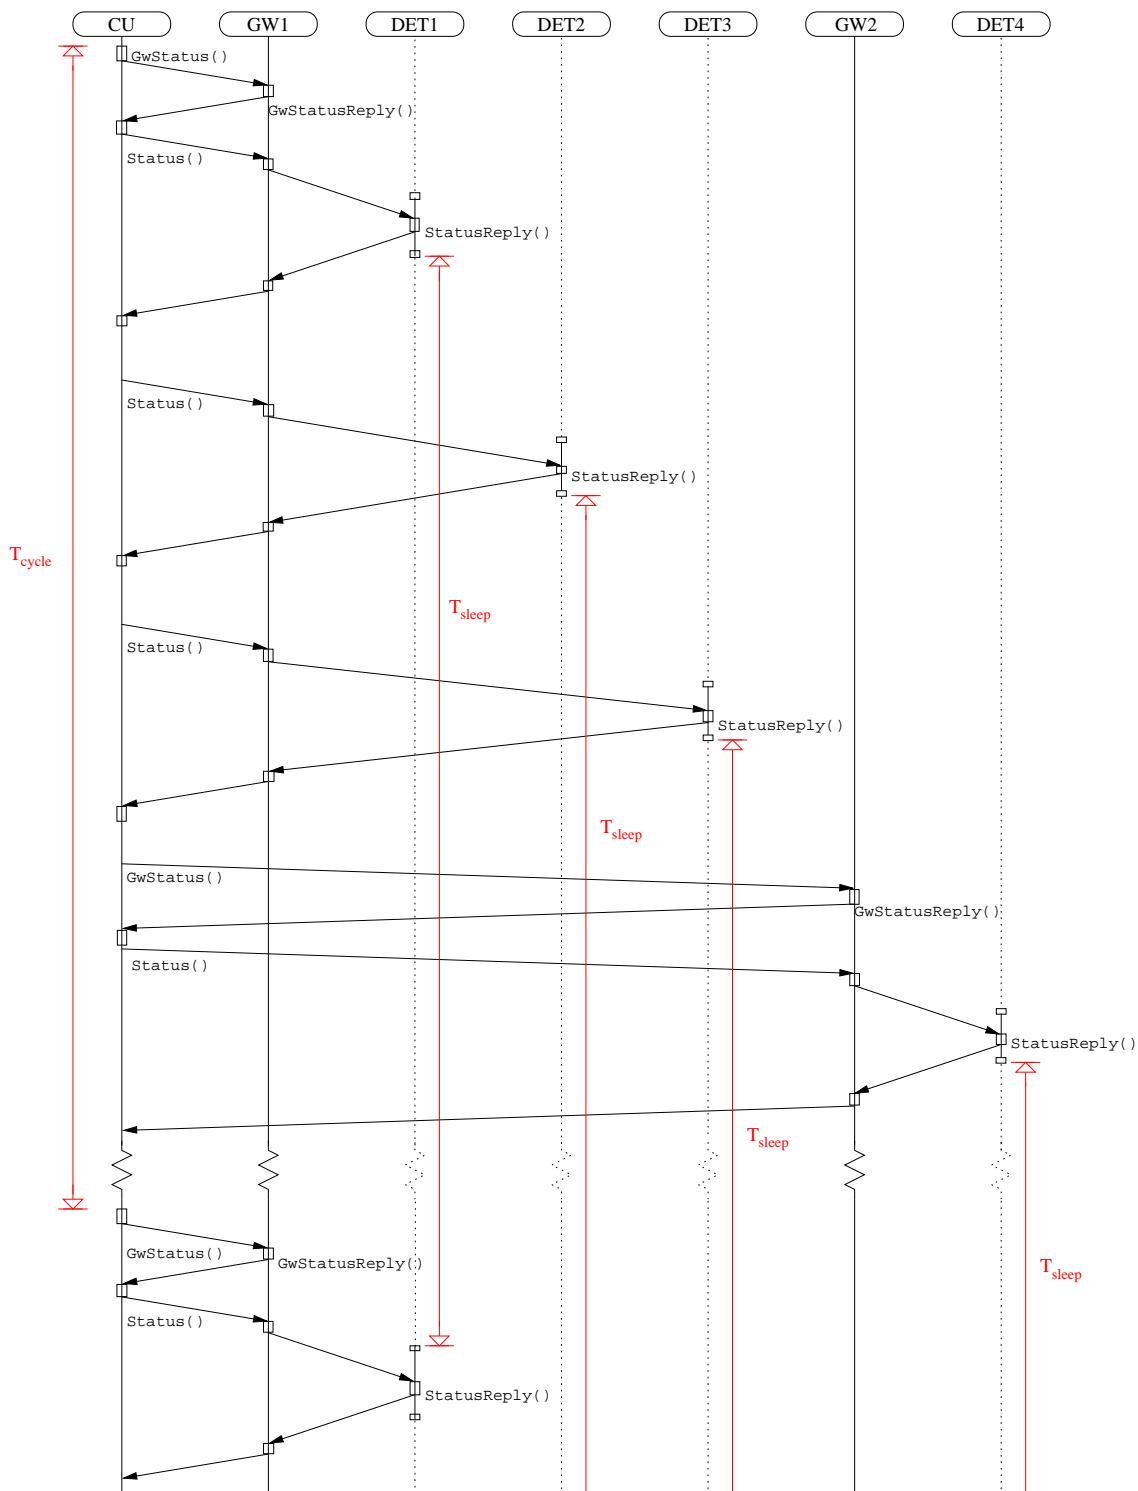 CU GW1 DET1 DET2 DET3 GW2 DET4
GwStatus()
GwStatusReply()
Status()
StatusReply()
Status()
StatusReply()
Tcycle
Tsleep
Status()
StatusReply()
Tsleep
GwStatus()
GwStatusReply()
Status()
StatusReply()
Tsleep
GwStatus()
GwStatusReply()
Tsleep
Status()
StatusReply()